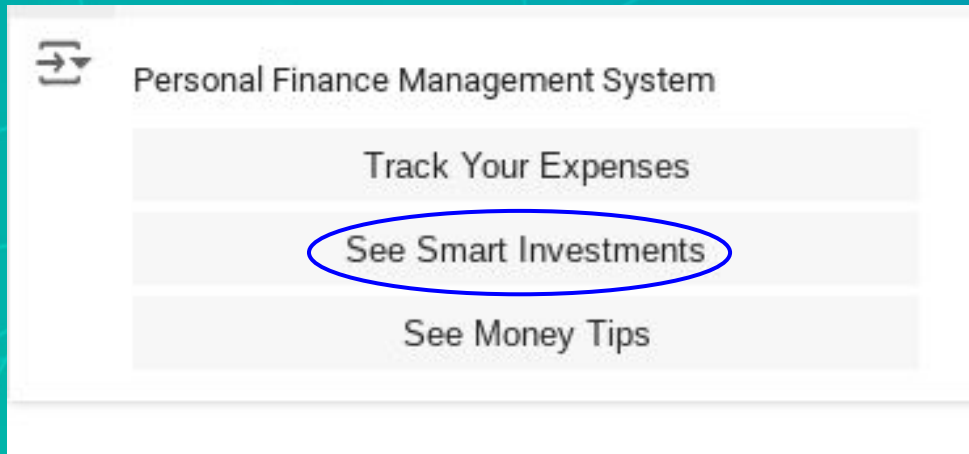 Personal Finance Management System
Track Your Expenses
See Smart Investments
See Money Tips